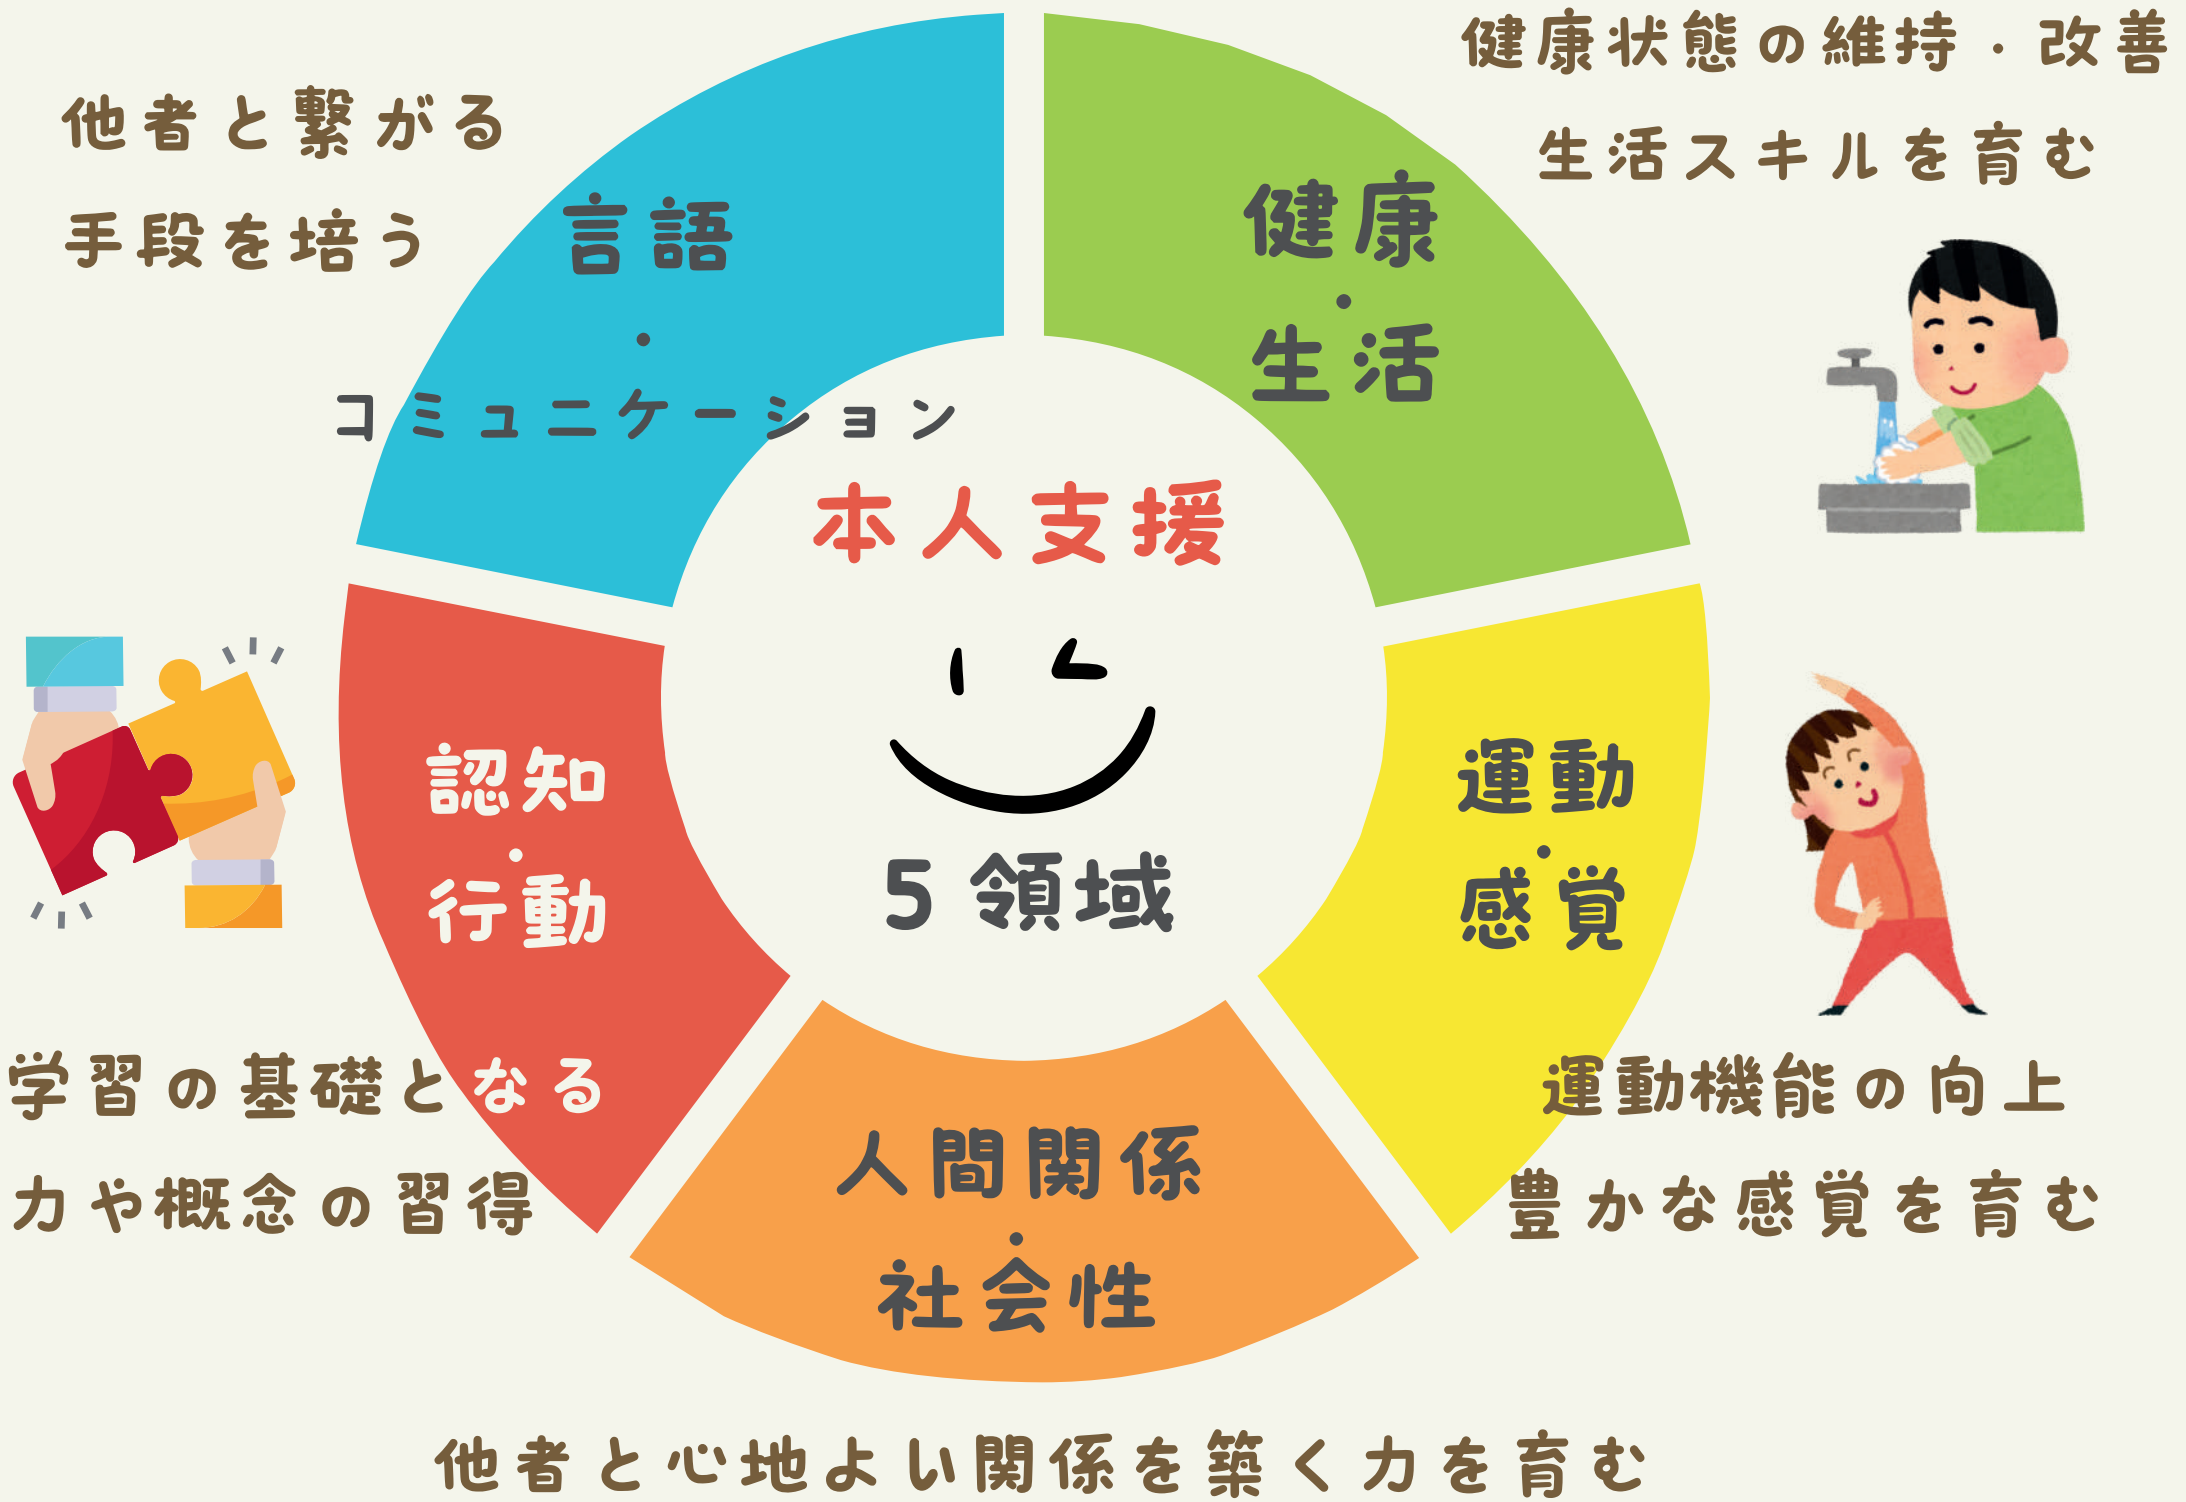 他者と繋がる
手段を培う
言語
・
コミュニケーション
健康状態の維持・改善
生活スキルを育む
健康
・
生活
本人支援
5領域
認知
・
行動
運動
・
感覚
学習の基礎となる
力や概念の習得
運動機能の向上
豊かな感覚を育む
人間関係
・
社会性
他者と心地よい関係を築く力を育む